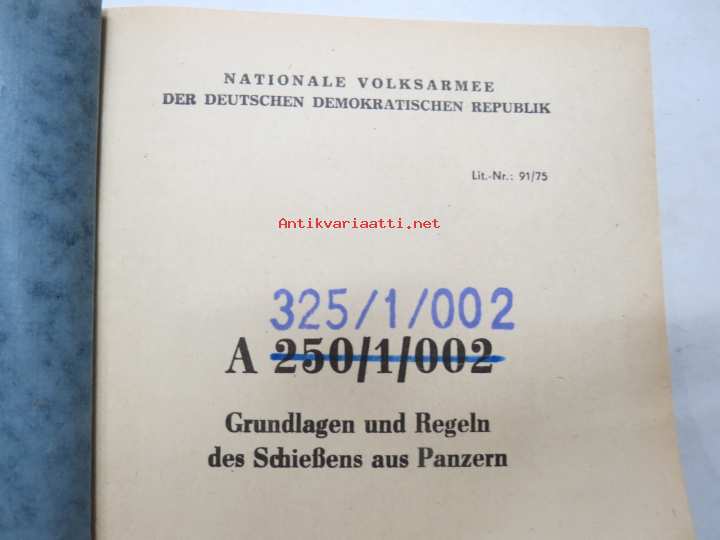 NATIONALE VOLKSARMEE
DER DEUTSCHEN DEMOKRATISCHEN REPUBLIK
Lit.-Nr.: 91/75
Antikvariaatti.net
325/1/002
A 250/1/002
Grundlagen und Regeln
des Schießens aus Panzern